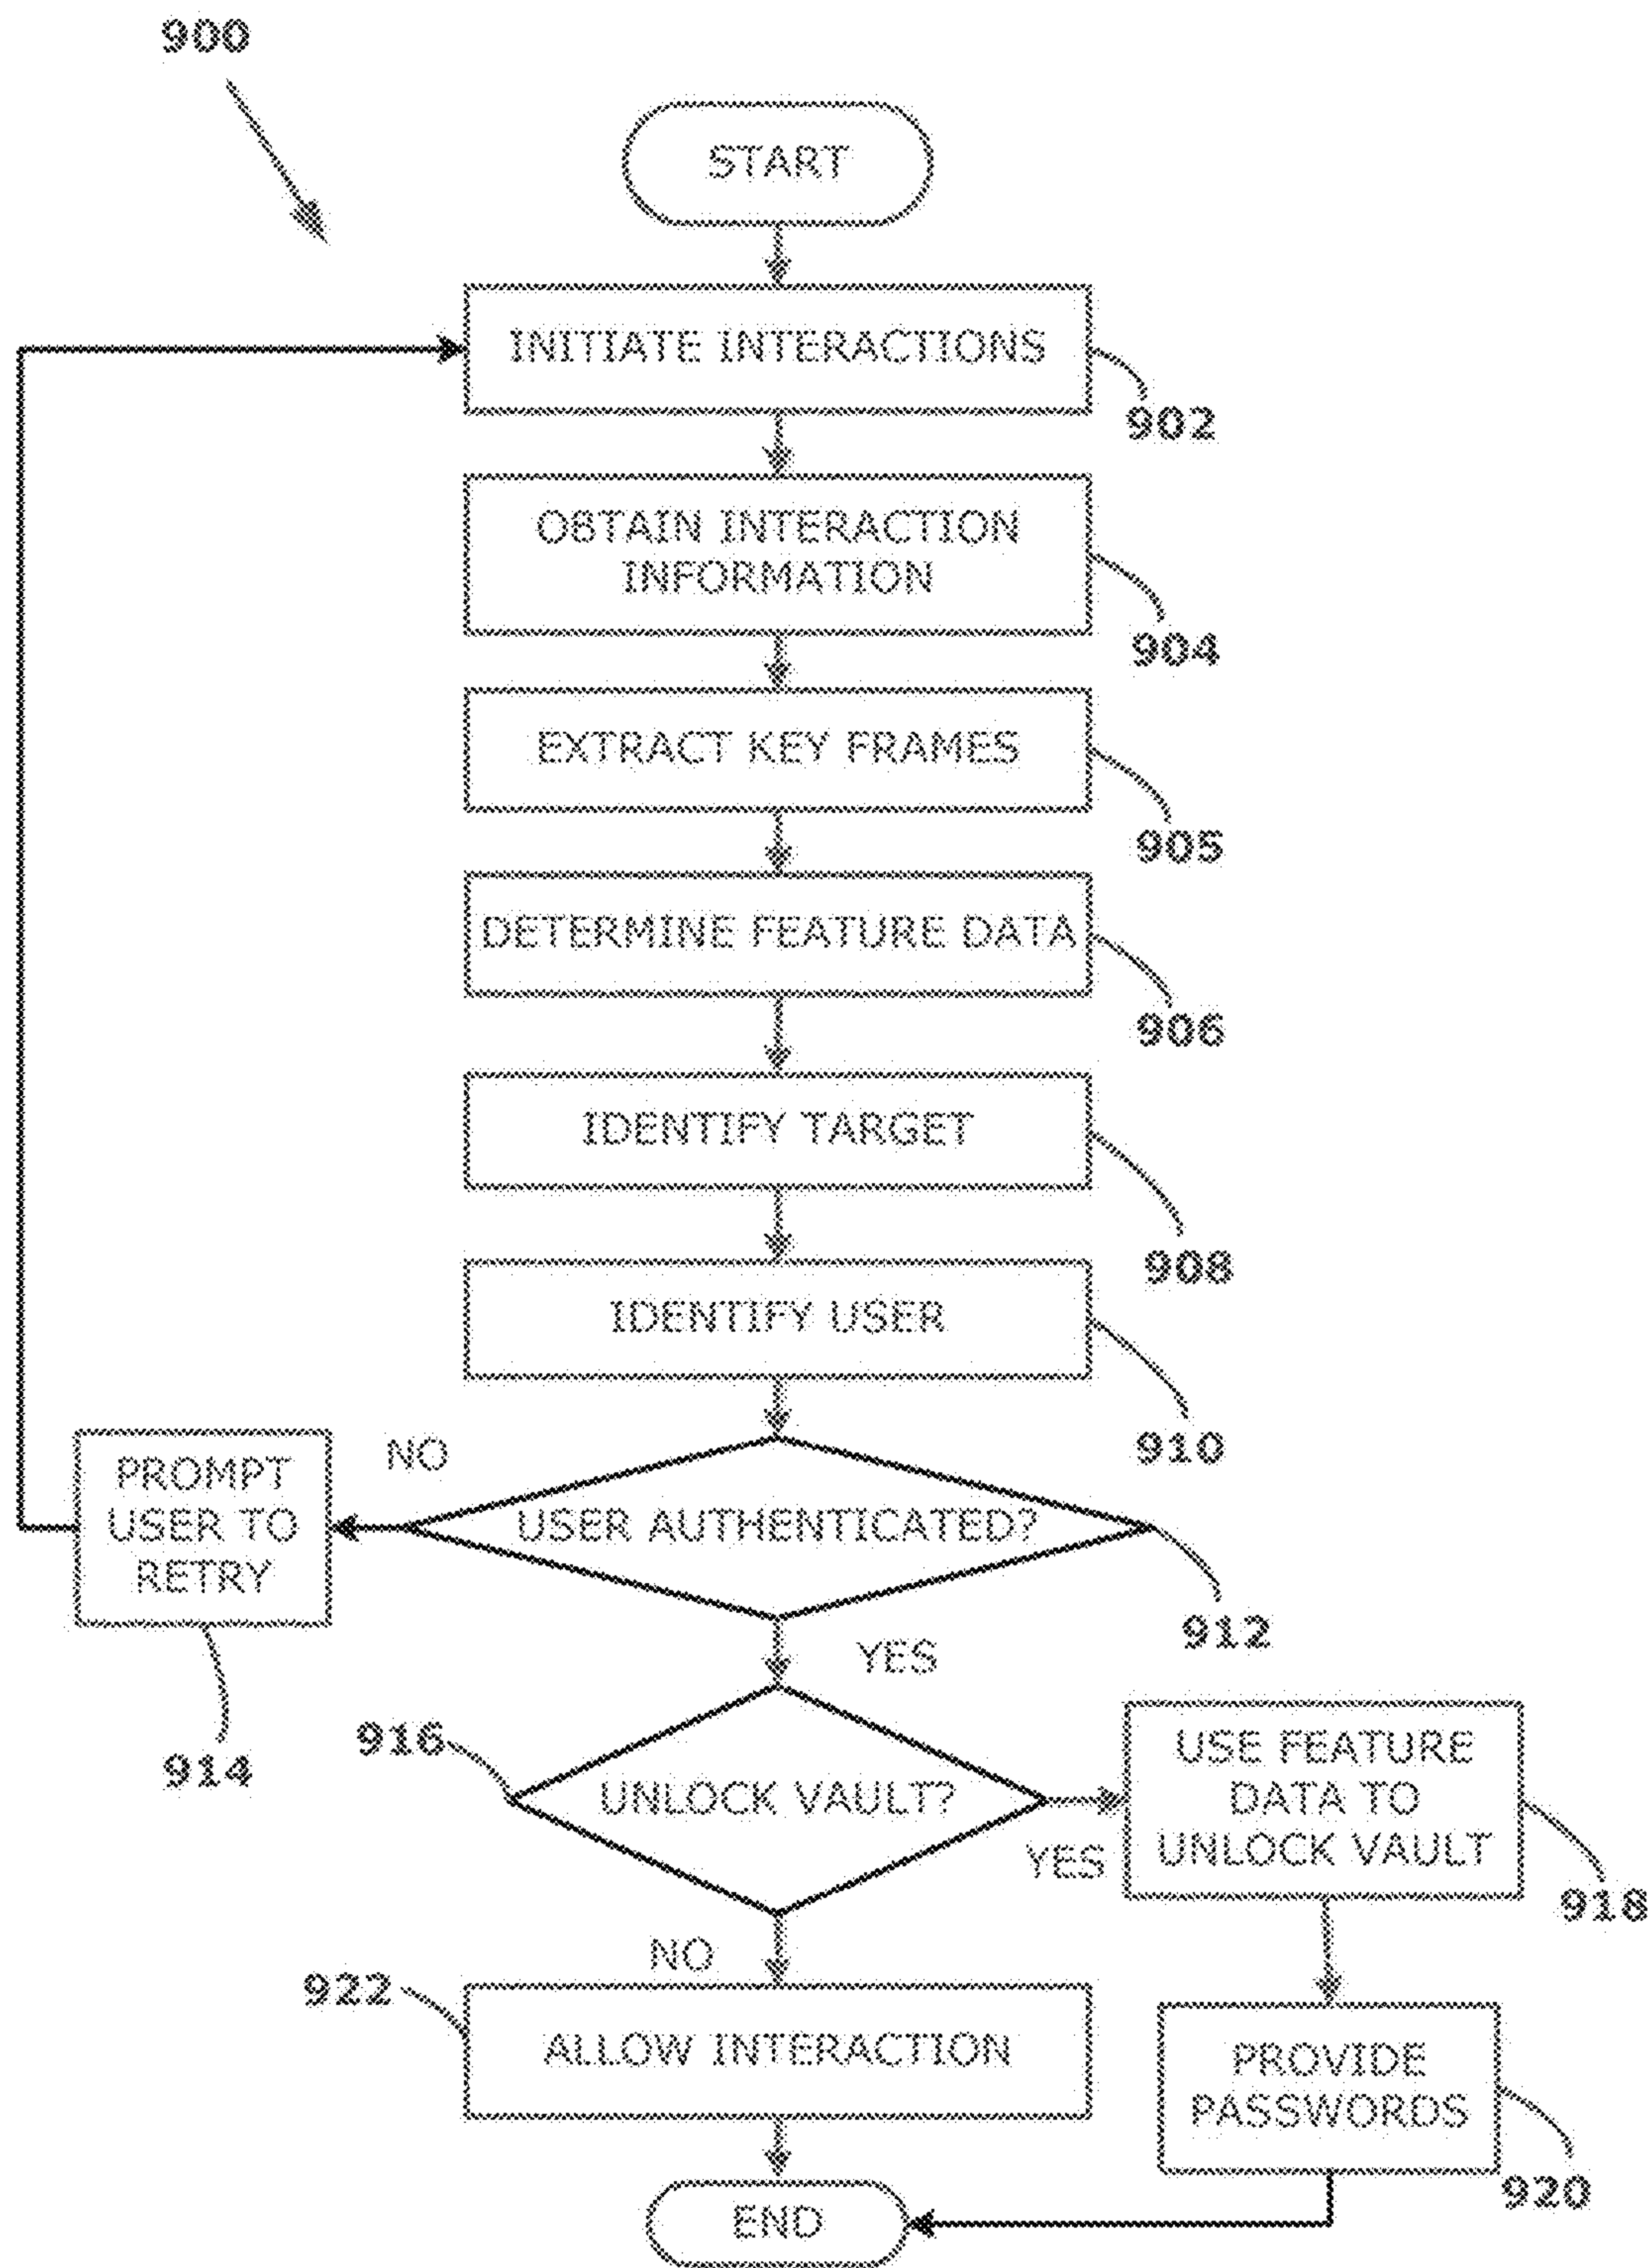 900
START
INITIATE INTERACTIONS
902
OBTAIN INTERACTION
INFORMATION
904
EXTRACT KEY FRAMES
905
DETERMINE FEATURE DATA
906
IDENTIFY TARGET
908
IDENTIFY USER
910
NO
PROMPT
USER TO
RETRY
914
USER AUTHENTICATED?
912
YES
916
UNLOCK VAULT?
YES
USE FEATURE
DATA TO
UNLOCK VAULT
918
NO
922
ALLOW INTERACTION
PROVIDE
PASSWORDS
920
END